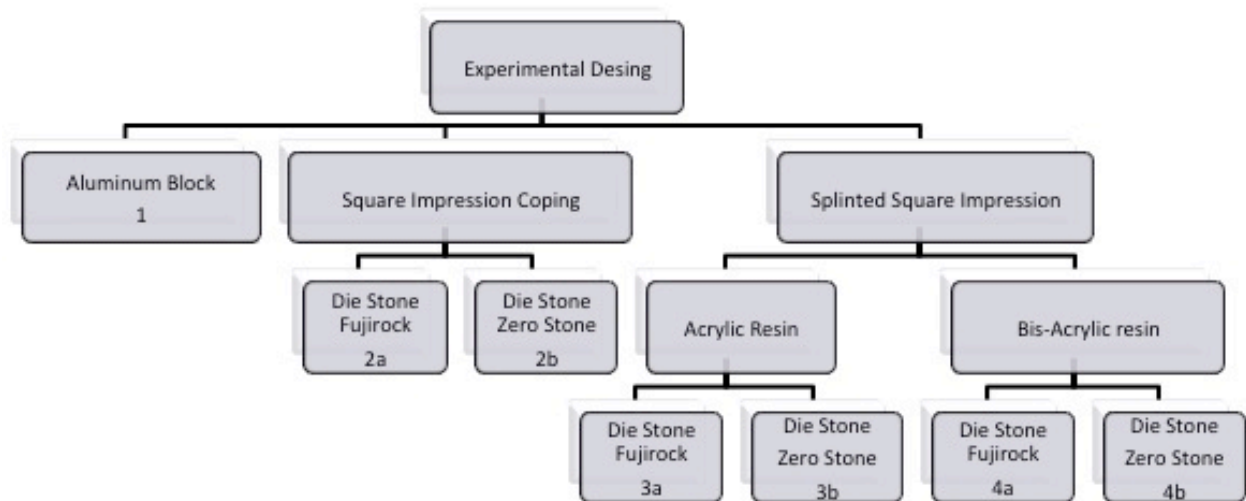 Experimental Desing
Aluminum Block
1
Square Impression Coping
Splinted Square Impression
Die Stone
Fujirock
2a
Die Stone
Zero Stone
2b
Acrylic Resin
Bis-Acrylic resin
Die Stone
Fujirock
3a
Die Stone
Zero Stone
3b
Die Stone
Fujirock
4a
Die Stone
Zero Stone
4b